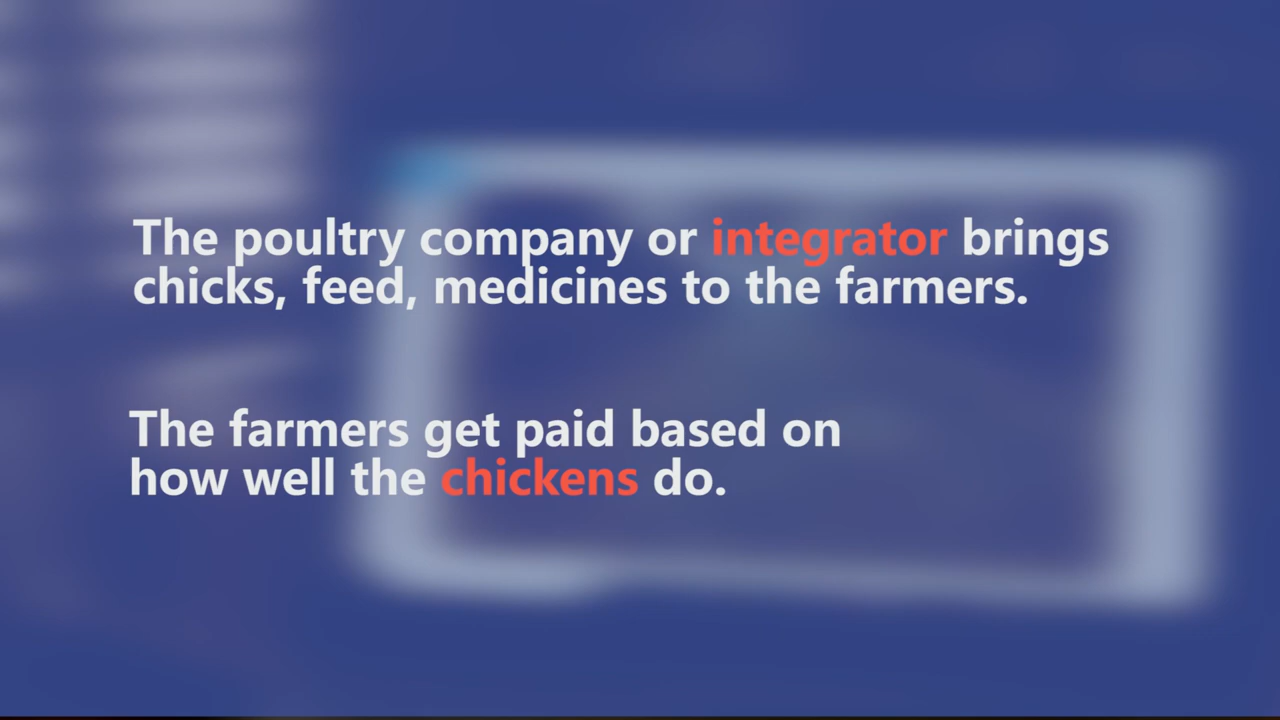 The poultry company or integrator brings
chicks, feed, medicines to the farmers.
The farmers get paid based on
how well the chickens do.